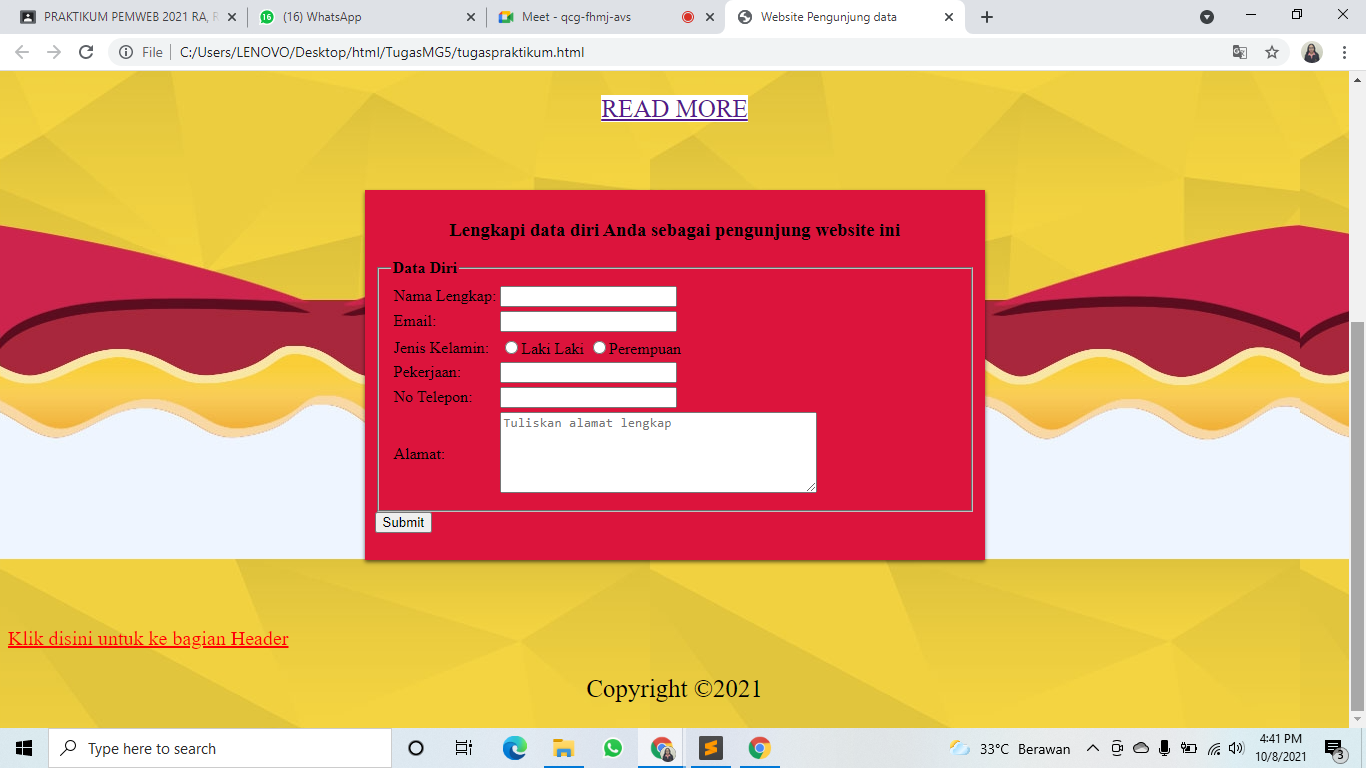 PRAKTIKUM PEMWEB 2021 RA, R
(16) WhatsApp
Meet - qcg-fhmj-avs
Website Pengunjung data
File
C:/Users/LENOVO/Desktop/html/TugasMG5/tugaspraktikum.html
READ MORE
Lengkapi data diri Anda sebagai pengunjung website ini
Data Diri
Nama Lengkap:
Email:
Jenis Kelamin: Laki Laki Perempuan
Pekerjaan:
No Telepon:
Tuliskan alamat lengkap
Alamat:
Submit
Klik disini untuk ke bagian Header
Copyright ©2021
Type here to search
33°C Berawan
4:41 PM
10/8/2021
3